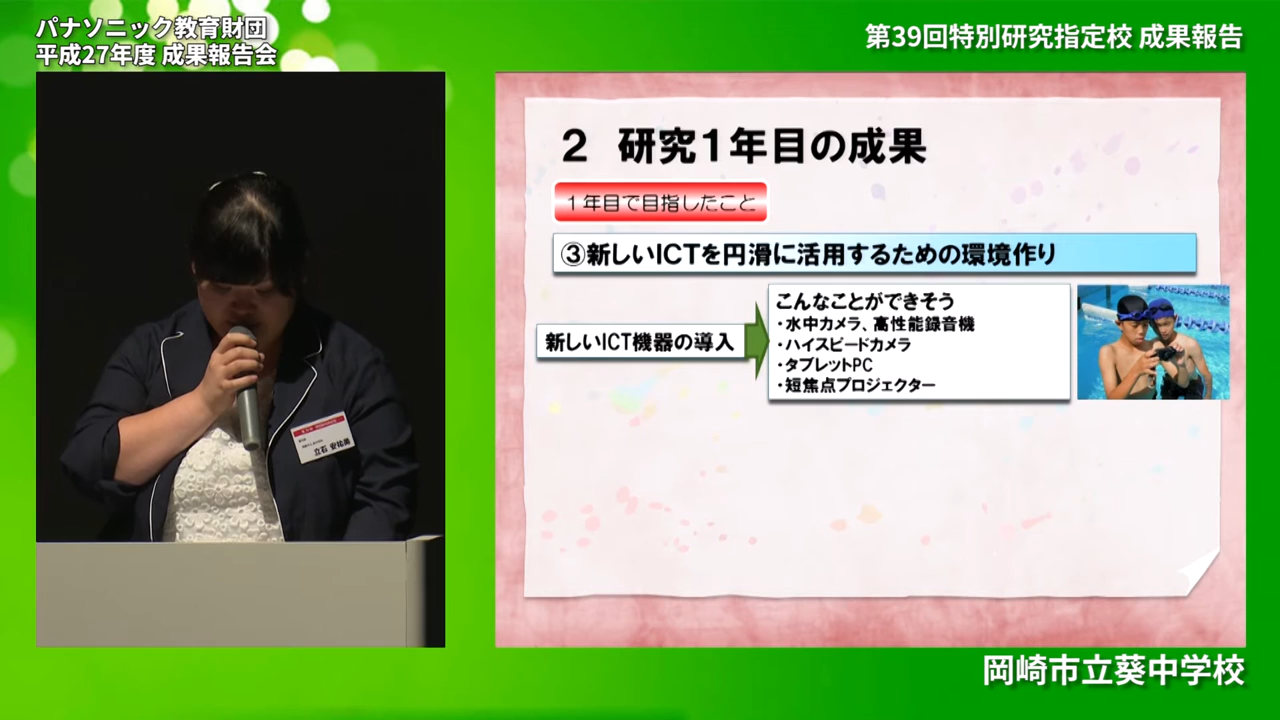 パナソニック教育財団
平成27年度 成果報告会
第39回特別研究指定校 成果報告
2 研究1年目の成果
1年目で目指したこと
③新しいICTを円滑に活用するための環境作り
新しいICT機器の導入
こんなことができそう
・水中カメラ、高性能録音機
・ハイスピードカメラ
・タブレットPC
・短焦点プロジェクター
立石 安祐美
岡崎市立葵中学校